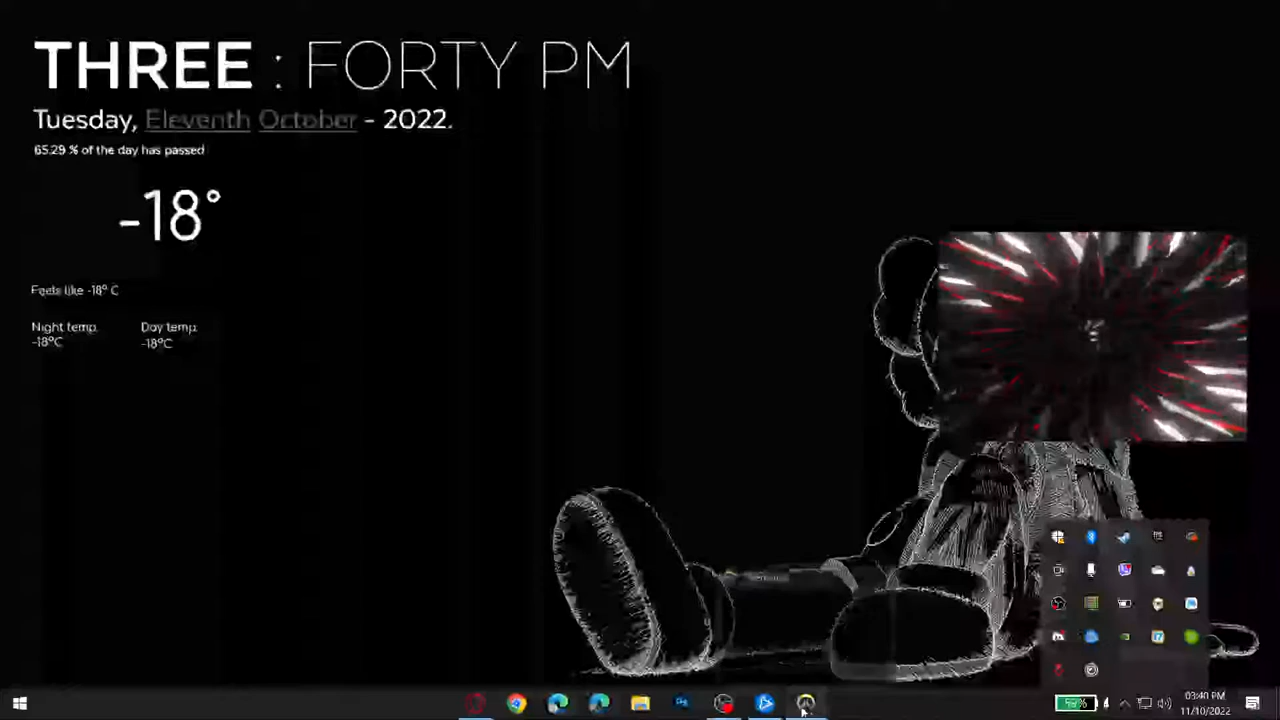 THREE : FORTY PM
Tuesday, Eleventh October - 2022.
65.29 % of the day has passed
-18°
Feels like -18° C
Night temp. Day temp.
-18°C -18°C
03:40 PM
11/10/2022